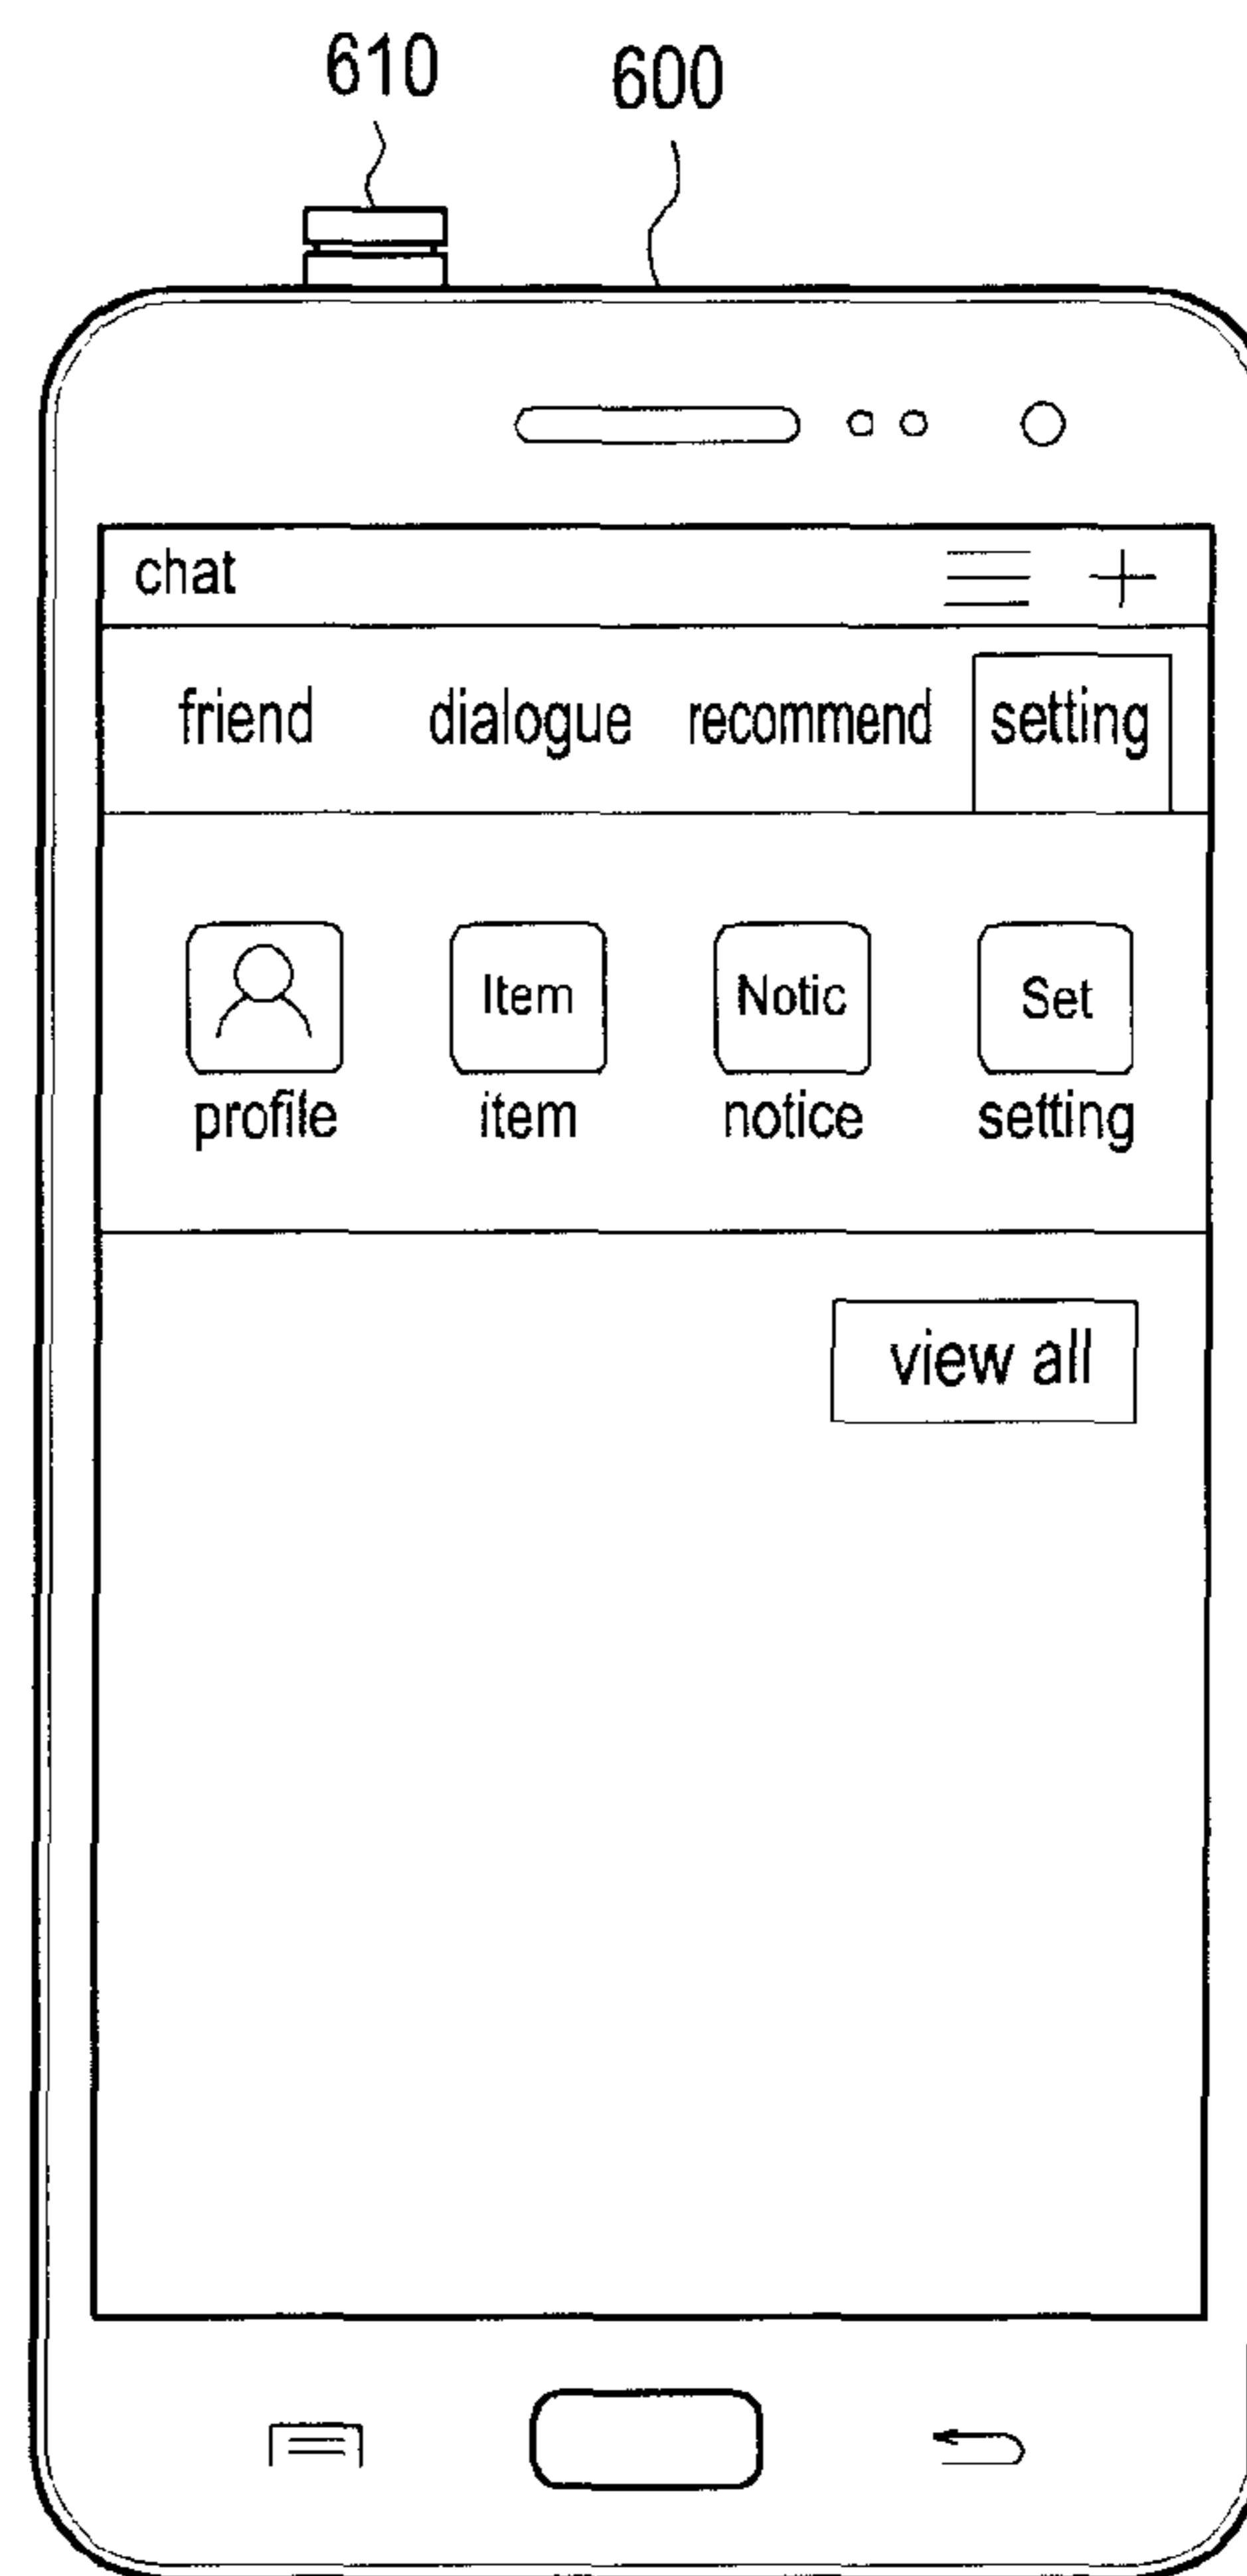 610 600
chat
friend dialogue recommend setting
Item Notic Set
profile item notice setting
view all